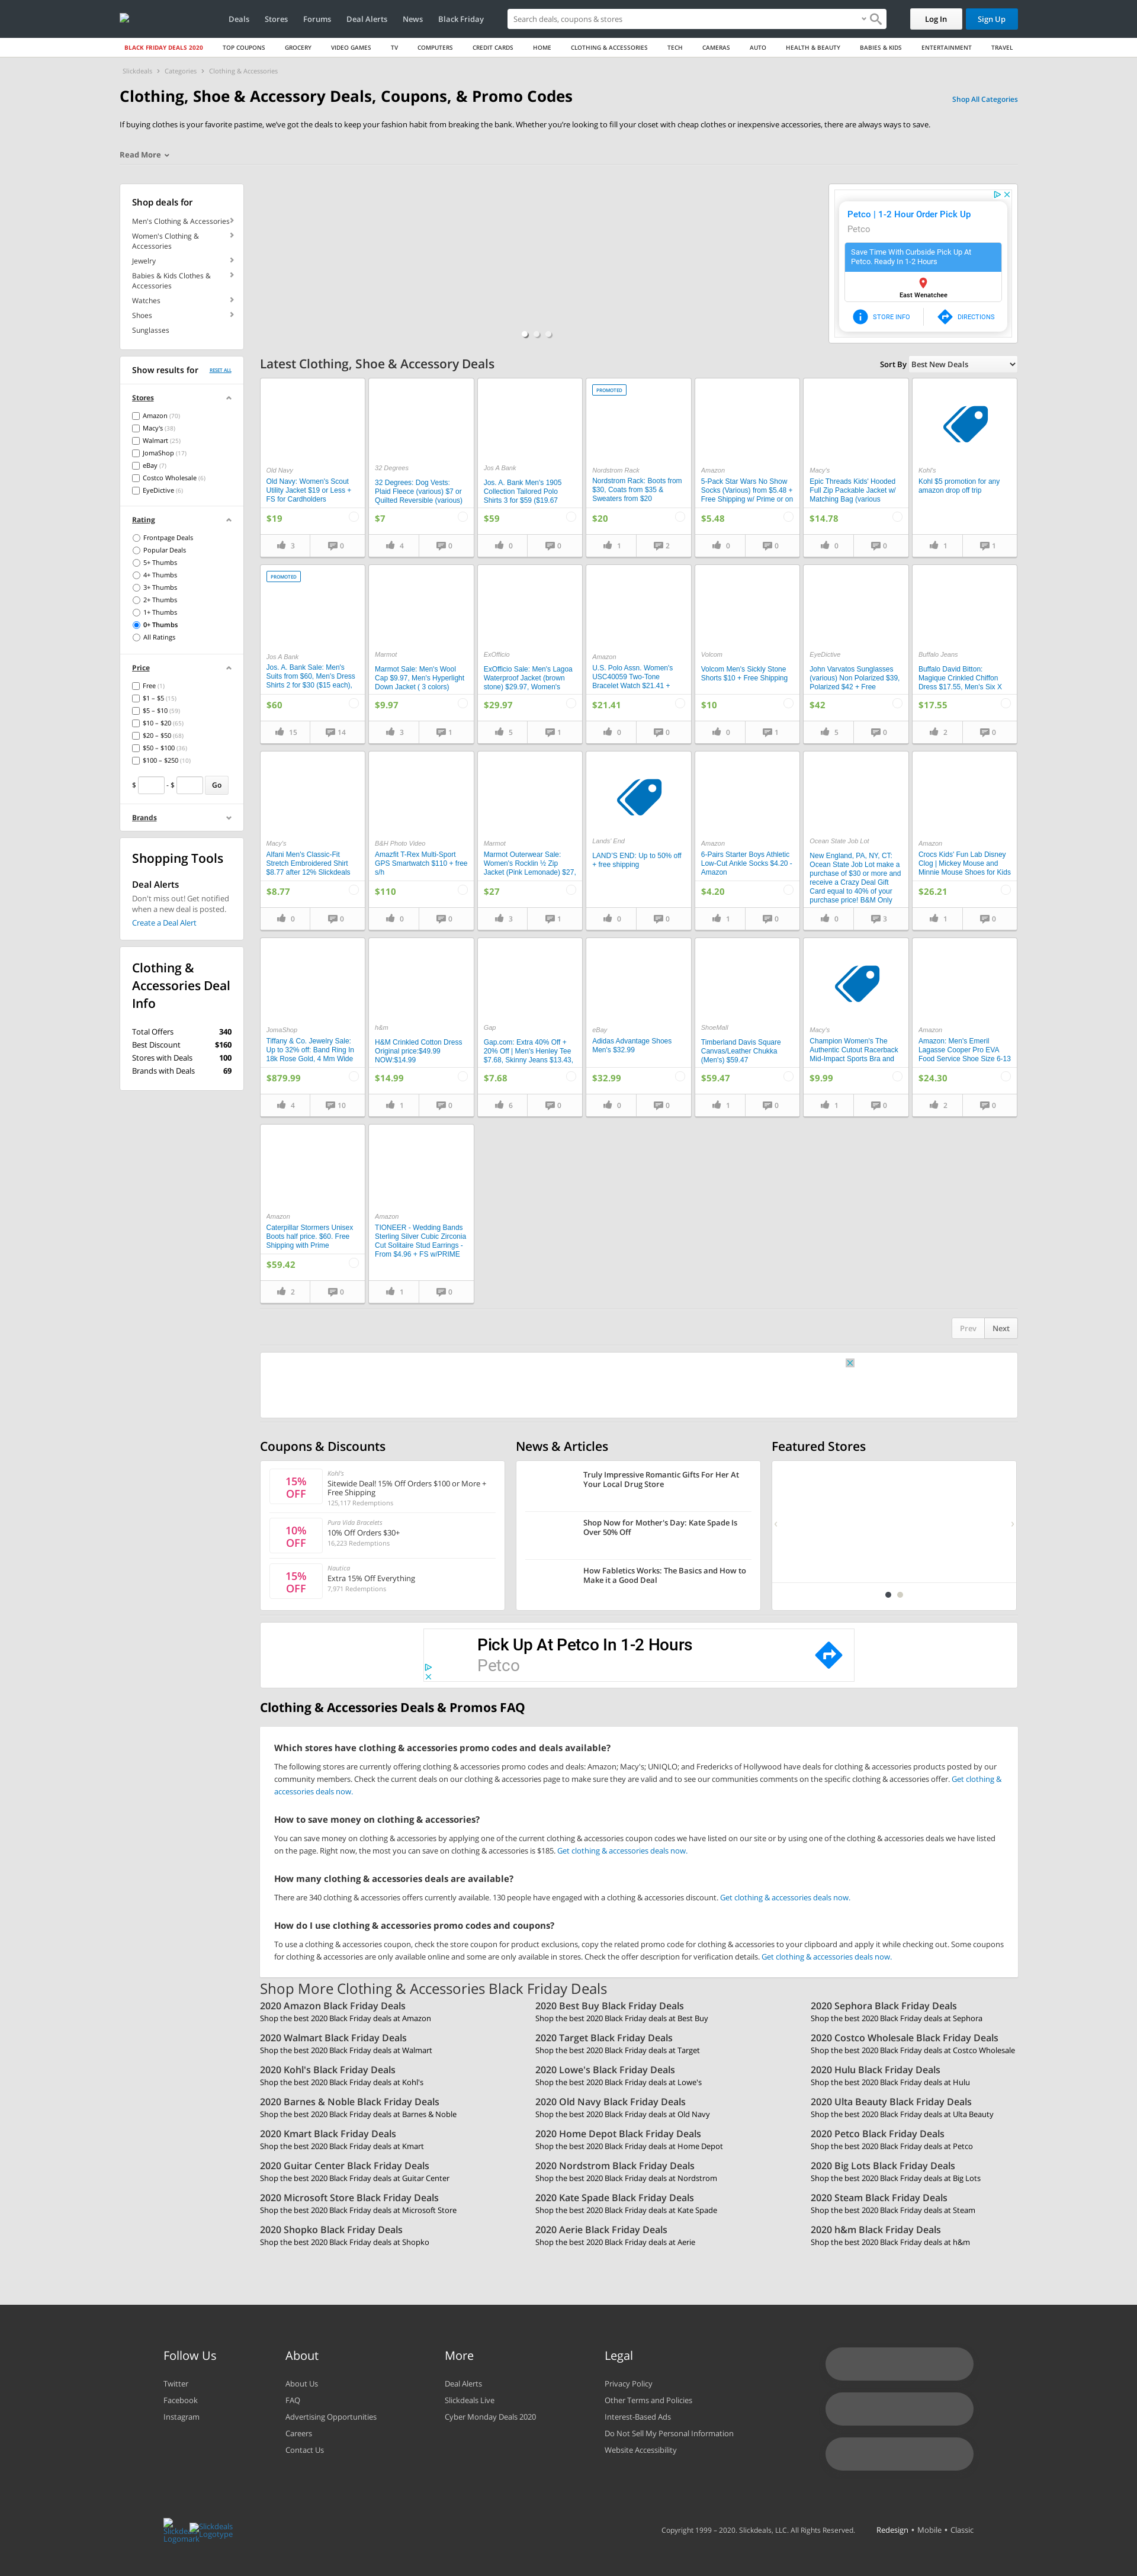 Deals Stores Forums Deal Alerts News Black Friday
Search deals, coupons & stores
Log In
Sign Up
BLACK FRIDAY DEALS 2020 TOP COUPONS GROCERY VIDEO GAMES TV COMPUTERS CREDIT CARDS HOME CLOTHING & ACCESSORIES TECH CAMERAS AUTO HEALTH & BEAUTY BABIES & KIDS ENTERTAINMENT TRAVEL
Slickdeals > Categories > Clothing & Accessories
Clothing, Shoe & Accessory Deals, Coupons, & Promo Codes
Shop All Categories
If buying clothes is your favorite pastime, we've got the deals to keep your fashion habit from breaking the bank. Whether you're looking to fill your closet with cheap clothes or inexpensive accessories, there are always ways to save.
Read More
Shop deals for
Men's Clothing & Accessories
Women's Clothing &
Accessories
Jewelry
Babies & Kids Clothes &
Accessories
Watches
Shoes
Sunglasses
Petco | 1-2 Hour Order Pick Up
Petco
Save Time With Curbside Pick Up At
Petco. Ready In 1-2 Hours
East Wenatchee
STORE INFO
DIRECTIONS
Show results for
RESET ALL
Stores
Amazon (70)
Macy's (38)
Walmart (25)
JomaShop (17)
eBay (7)
Costco Wholesale (6)
EyeDictive (6)
Rating
Frontpage Deals
Popular Deals
5+ Thumbs
4+ Thumbs
3+ Thumbs
2+ Thumbs
1+ Thumbs
0+ Thumbs
All Ratings
Price
Free (1)
$1 – $5 (15)
$5 – $10 (59)
$10 – $20 (65)
$20 – $50 (68)
$50 – $100 (36)
$100 – $250 (10)
$ - $ Go
Brands
Shopping Tools
Deal Alerts
Don't miss out! Get notified
when a new deal is posted.
Create a Deal Alert
Clothing &
Accessories Deal
Info
Total Offers 340
Best Discount $160
Stores with Deals 100
Brands with Deals 69
Latest Clothing, Shoe & Accessory Deals
Sort By Best New Deals
Old Navy
Old Navy: Women's Scout
Utility Jacket $19 or Less +
FS for Cardholders
$19
3 0
32 Degrees
32 Degrees: Dog Vests:
Plaid Fleece (various) $7 or
Quilted Reversible (various)
$7
4 0
Jos A Bank
Jos. A. Bank Men's 1905
Collection Tailored Polo
Shirts 3 for $59 ($19.67
$59
0 0
PROMOTED
Nordstrom Rack
Nordstrom Rack: Boots from
$30, Coats from $35 &
Sweaters from $20
$20
1 2
Amazon
5-Pack Star Wars No Show
Socks (Various) from $5.48 +
Free Shipping w/ Prime or on
$5.48
0 0
Macy's
Epic Threads Kids' Hooded
Full Zip Packable Jacket w/
Matching Bag (various
$14.78
0 0
Kohl's
Kohl $5 promotion for any
amazon drop off trip
1 1
PROMOTED
Jos A Bank
Jos. A. Bank Sale: Men's
Suits from $60, Men's Dress
Shirts 2 for $30 ($15 each),
$60
15 14
Marmot
Marmot Sale: Men's Wool
Cap $9.97, Men's Hyperlight
Down Jacket ( 3 colors)
$9.97
3 1
ExOfficio
ExOfficio Sale: Men's Lagoa
Waterproof Jacket (brown
stone) $29.97, Women's
$29.97
5 1
Amazon
U.S. Polo Assn. Women's
USC40059 Two-Tone
Bracelet Watch $21.41 +
$21.41
0 0
Volcom
Volcom Men's Sickly Stone
Shorts $10 + Free Shipping
$10
0 1
EyeDictive
John Varvatos Sunglasses
(various) Non Polarized $39,
Polarized $42 + Free
$42
5 0
Buffalo Jeans
Buffalo David Bitton:
Magique Crinkled Chiffon
Dress $17.55, Men's Six X
$17.55
2 0
Macy's
Alfani Men's Classic-Fit
Stretch Embroidered Shirt
$8.77 after 12% Slickdeals
$8.77
0 0
B&H Photo Video
Amazfit T-Rex Multi-Sport
GPS Smartwatch $110 + free
s/h
$110
0 0
Marmot
Marmot Outerwear Sale:
Women's Rocklin ½ Zip
Jacket (Pink Lemonade) $27,
$27
3 1
Lands' End
LAND'S END: Up to 50% off
+ free shipping
0 0
Amazon
6-Pairs Starter Boys Athletic
Low-Cut Ankle Socks $4.20 -
Amazon
$4.20
1 0
Ocean State Job Lot
New England, PA, NY, CT:
Ocean State Job Lot make a
purchase of $30 or more and
receive a Crazy Deal Gift
Card equal to 40% of your
purchase price! B&M Only
0 3
Amazon
Crocs Kids' Fun Lab Disney
Clog | Mickey Mouse and
Minnie Mouse Shoes for Kids
$26.21
1 0
JomaShop
Tiffany & Co. Jewelry Sale:
Up to 32% off: Band Ring In
18k Rose Gold, 4 Mm Wide
$879.99
4 10
h&m
H&M Crinkled Cotton Dress
Original price:$49.99
NOW:$14.99
$14.99
1 0
Gap
Gap.com: Extra 40% Off +
20% Off | Men's Henley Tee
$7.68, Skinny Jeans $13.43,
$7.68
6 0
eBay
Adidas Advantage Shoes
Men's $32.99
$32.99
0 0
ShoeMall
Timberland Davis Square
Canvas/Leather Chukka
(Men's) $59.47
$59.47
1 0
Macy's
Champion Women's The
Authentic Cutout Racerback
Mid-Impact Sports Bra and
$9.99
1 0
Amazon
Amazon: Men's Emeril
Lagasse Cooper Pro EVA
Food Service Shoe Size 6-13
$24.30
2 0
Amazon
Caterpillar Stormers Unisex
Boots half price. $60. Free
Shipping with Prime
$59.42
2 0
Amazon
TIONEER - Wedding Bands
Sterling Silver Cubic Zirconia
Cut Solitaire Stud Earrings -
From $4.96 + FS w/PRIME
1 0
Prev Next
Coupons & Discounts
15%
OFF
Kohl's
Sitewide Deal! 15% Off Orders $100 or More +
Free Shipping
125,117 Redemptions
10%
OFF
Pura Vida Bracelets
10% Off Orders $30+
16,223 Redemptions
15%
OFF
Nautica
Extra 15% Off Everything
7,971 Redemptions
News & Articles
Truly Impressive Romantic Gifts For Her At
Your Local Drug Store
Shop Now for Mother's Day: Kate Spade Is
Over 50% Off
How Fabletics Works: The Basics and How to
Make it a Good Deal
Featured Stores
Pick Up At Petco In 1-2 Hours
Petco
Clothing & Accessories Deals & Promos FAQ
Which stores have clothing & accessories promo codes and deals available?
The following stores are currently offering clothing & accessories promo codes and deals: Amazon; Macy's; UNIQLO; and Fredericks of Hollywood have deals for clothing & accessories products posted by our
community members. Check the current deals on our clothing & accessories page to make sure they are valid and to see our communities comments on the specific clothing & accessories offer. Get clothing &
accessories deals now.
How to save money on clothing & accessories?
You can save money on clothing & accessories by applying one of the current clothing & accessories coupon codes we have listed on our site or by using one of the clothing & accessories deals we have listed
on the page. Right now, the most you can save on clothing & accessories is $185. Get clothing & accessories deals now.
How many clothing & accessories deals are available?
There are 340 clothing & accessories offers currently available. 130 people have engaged with a clothing & accessories discount. Get clothing & accessories deals now.
How do I use clothing & accessories promo codes and coupons?
To use a clothing & accessories coupon, check the store coupon for product exclusions, copy the related promo code for clothing & accessories to your clipboard and apply it while checking out. Some coupons
for clothing & accessories are only available online and some are only available in stores. Check the offer description for verification details. Get clothing & accessories deals now.
Shop More Clothing & Accessories Black Friday Deals
2020 Amazon Black Friday Deals
Shop the best 2020 Black Friday deals at Amazon
2020 Best Buy Black Friday Deals
Shop the best 2020 Black Friday deals at Best Buy
2020 Sephora Black Friday Deals
Shop the best 2020 Black Friday deals at Sephora
2020 Walmart Black Friday Deals
Shop the best 2020 Black Friday deals at Walmart
2020 Target Black Friday Deals
Shop the best 2020 Black Friday deals at Target
2020 Costco Wholesale Black Friday Deals
Shop the best 2020 Black Friday deals at Costco Wholesale
2020 Kohl's Black Friday Deals
Shop the best 2020 Black Friday deals at Kohl's
2020 Lowe's Black Friday Deals
Shop the best 2020 Black Friday deals at Lowe's
2020 Hulu Black Friday Deals
Shop the best 2020 Black Friday deals at Hulu
2020 Barnes & Noble Black Friday Deals
Shop the best 2020 Black Friday deals at Barnes & Noble
2020 Old Navy Black Friday Deals
Shop the best 2020 Black Friday deals at Old Navy
2020 Ulta Beauty Black Friday Deals
Shop the best 2020 Black Friday deals at Ulta Beauty
2020 Kmart Black Friday Deals
Shop the best 2020 Black Friday deals at Kmart
2020 Home Depot Black Friday Deals
Shop the best 2020 Black Friday deals at Home Depot
2020 Petco Black Friday Deals
Shop the best 2020 Black Friday deals at Petco
2020 Guitar Center Black Friday Deals
Shop the best 2020 Black Friday deals at Guitar Center
2020 Nordstrom Black Friday Deals
Shop the best 2020 Black Friday deals at Nordstrom
2020 Big Lots Black Friday Deals
Shop the best 2020 Black Friday deals at Big Lots
2020 Microsoft Store Black Friday Deals
Shop the best 2020 Black Friday deals at Microsoft Store
2020 Kate Spade Black Friday Deals
Shop the best 2020 Black Friday deals at Kate Spade
2020 Steam Black Friday Deals
Shop the best 2020 Black Friday deals at Steam
2020 Shopko Black Friday Deals
Shop the best 2020 Black Friday deals at Shopko
2020 Aerie Black Friday Deals
Shop the best 2020 Black Friday deals at Aerie
2020 h&m Black Friday Deals
Shop the best 2020 Black Friday deals at h&m
Follow Us
Twitter
Facebook
Instagram
About
About Us
FAQ
Advertising Opportunities
Careers
Contact Us
More
Deal Alerts
Slickdeals Live
Cyber Monday Deals 2020
Legal
Privacy Policy
Other Terms and Policies
Interest-Based Ads
Do Not Sell My Personal Information
Website Accessibility
Slickdeals
Logotype
Logomark
Copyright 1999 – 2020. Slickdeals, LLC. All Rights Reserved.
Redesign • Mobile • Classic